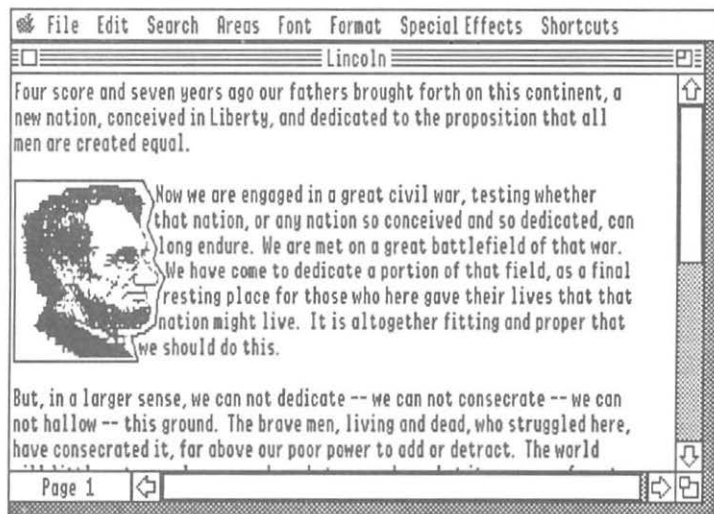 File Edit Search Areas Font Format Special Effects Shortcuts
Lincoln
Four score and seven years ago our fathers brought forth on this continent, a
new nation, conceived in Liberty, and dedicated to the proposition that all
men are created equal.
Now we are engaged in a great civil war, testing whether
that nation, or any nation so conceived and so dedicated, can
long endure. We are met on a great battlefield of that war.
We have come to dedicate a portion of that field, as a final
resting place for those who here gave their lives that that
nation might live. It is altogether fitting and proper that
we should do this.
But, in a larger sense, we can not dedicate -- we can not consecrate -- we can
not hallow -- this ground. The brave men, living and dead, who struggled here,
have consecrated it, far above our poor power to add or detract. The world
Page 1